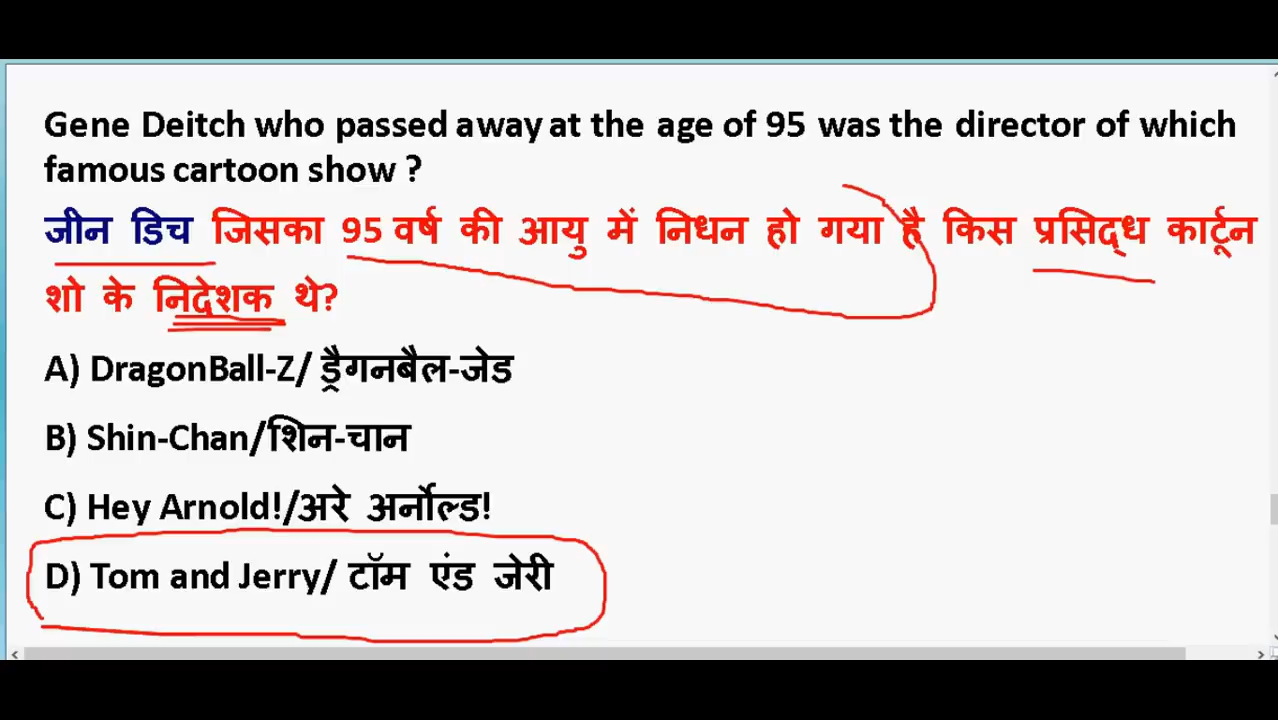 Gene Deitch who passed away at the age of 95 was the director of which
famous cartoon show ?
जीन डिच जिसका 95 वर्ष की आयु में निधन हो गया है किस प्रसिद्ध कार्टून
शो के निदेशक थे?
A) DragonBall-Z/ ड्रैगनबैल-जेड
B) Shin-Chan/शिन-चान
C) Hey Arnold!/अरे अर्नोल्ड!
D) Tom and Jerry/ टॉम एंड जेरी